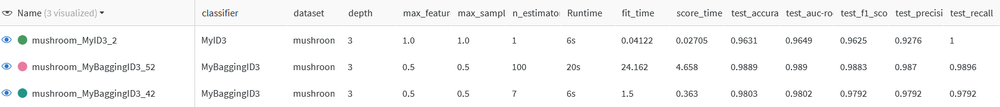 Name (3 visualized) classifier dataset depth max_featur max_sampl n_estimato Runtime fit_time score_time test_accura test_auc-ro test_f1_sco test_precisi test_recall
mushroom_MyID3_2 MyID3 mushroon 3 1.0 1.0 1 6s 0.04122 0.02705 0.9631 0.9649 0.9625 0.9276 1
mushroom_MyBaggingID3_52 MyBaggingID3 mushroon 3 0.5 0.5 100 20s 24.162 4.658 0.9889 0.989 0.9883 0.987 0.9896
mushroom_MyBaggingID3_42 MyBaggingID3 mushroon 3 0.5 0.5 7 6s 1.5 0.363 0.9803 0.9802 0.9792 0.9792 0.9792